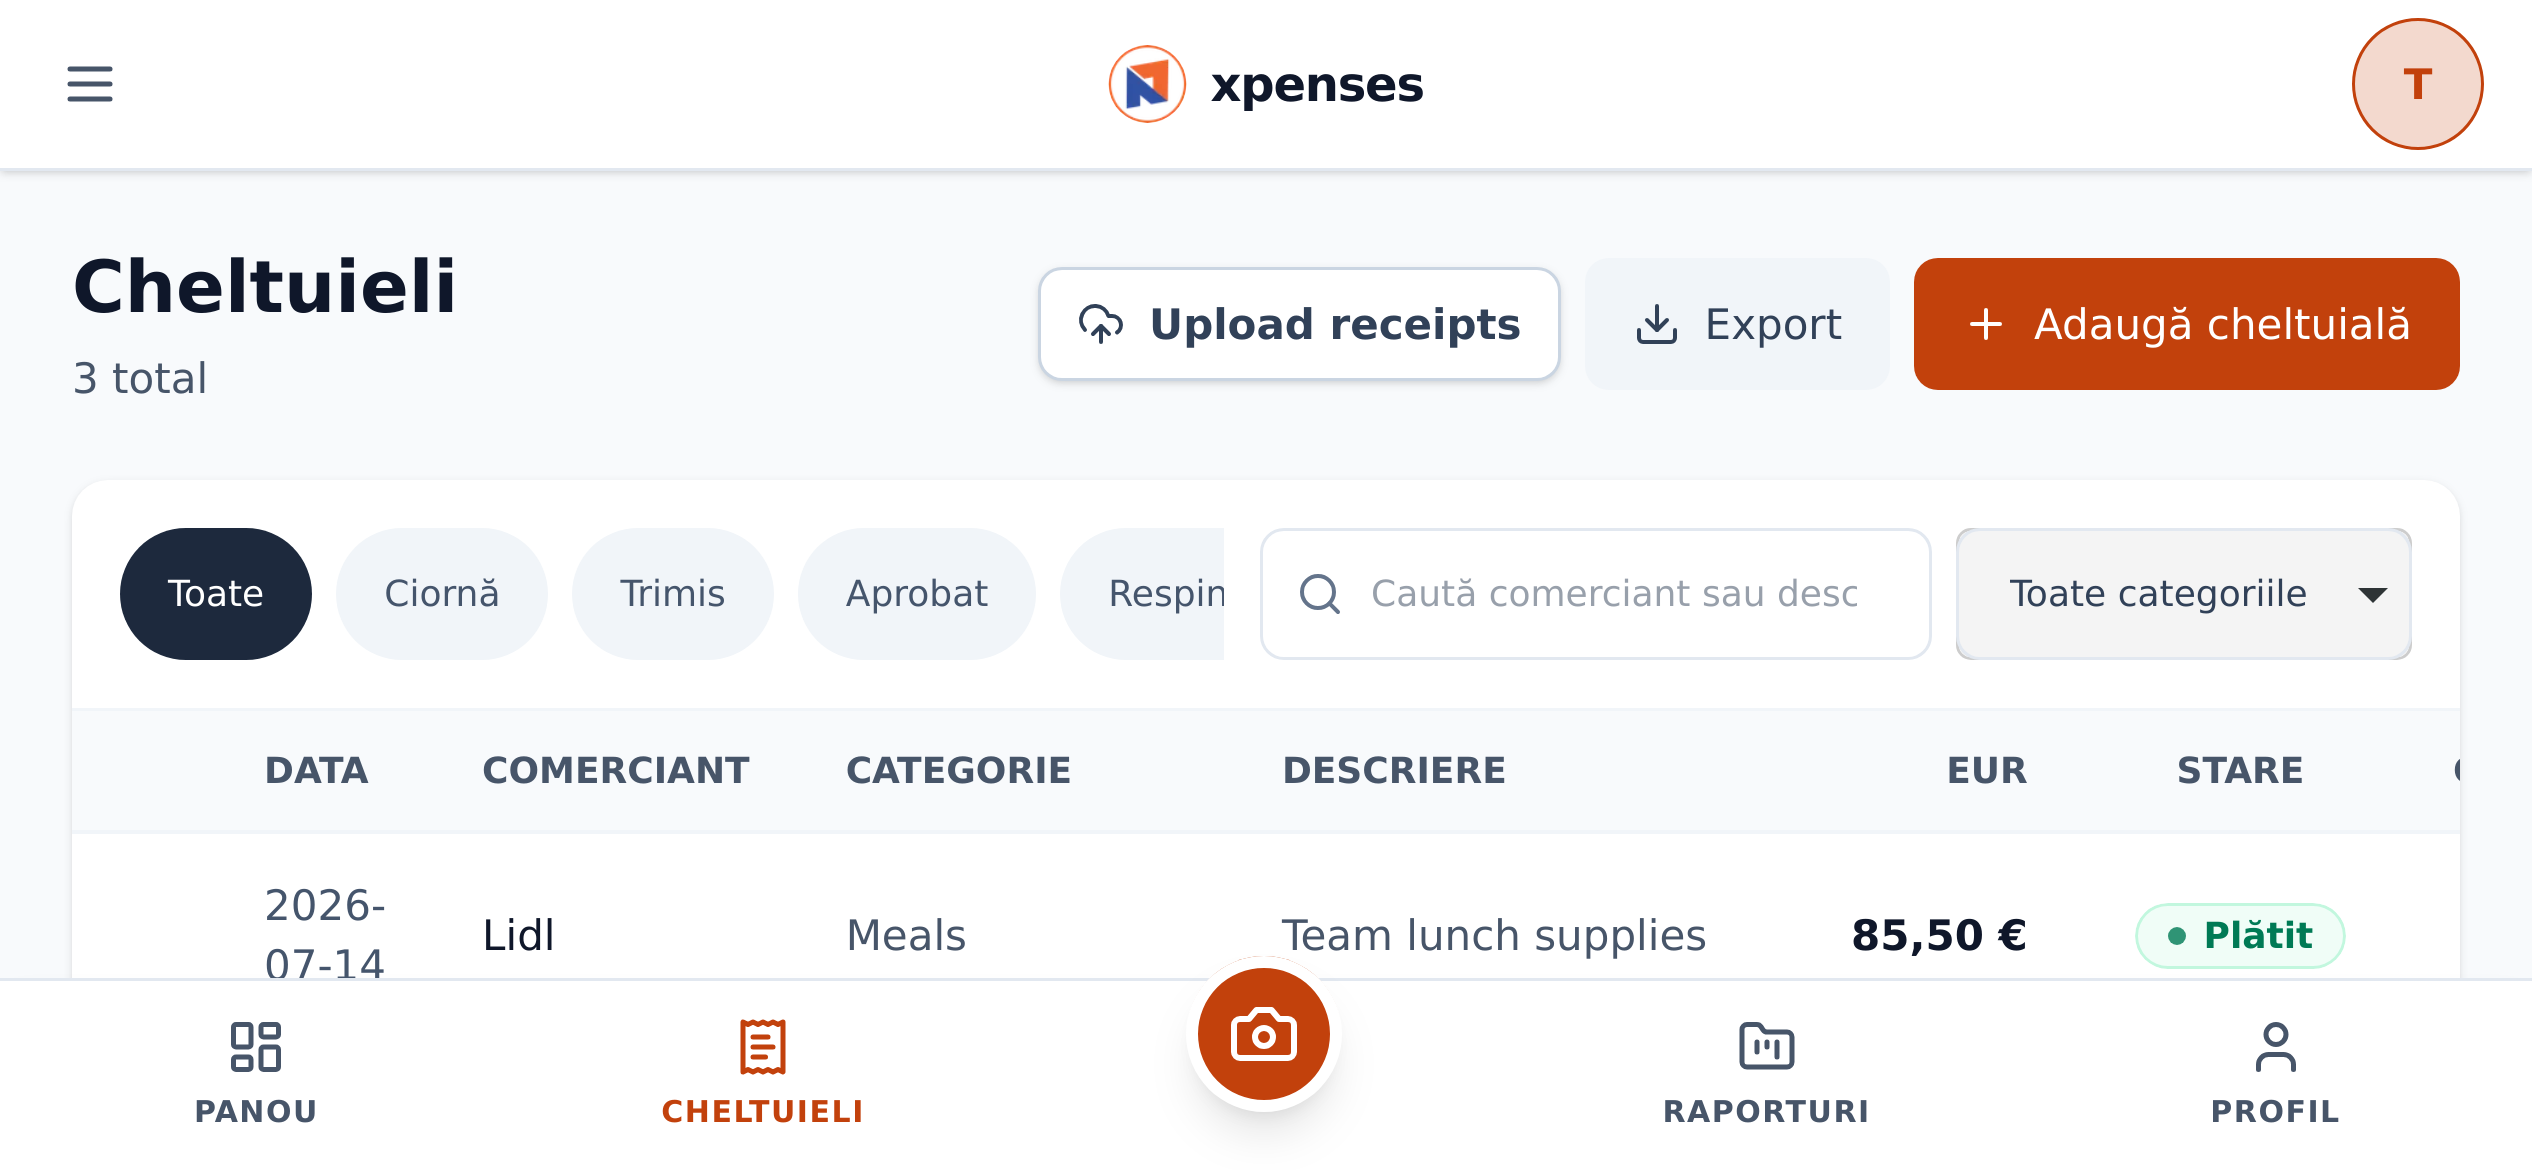 xpenses
T
Cheltuieli
3 total
Upload receipts
Export
Adaugă cheltuială
Toate
Ciornă
Trimis
Aprobat
Respin
Caută comerciant sau desc
Toate categoriile
DATA COMERCIANT CATEGORIE DESCRIERE EUR STARE
2026-
07-14
Lidl Meals Team lunch supplies 85,50 € Plătit
PANOU
CHELTUIELI
RAPORTURI
PROFIL